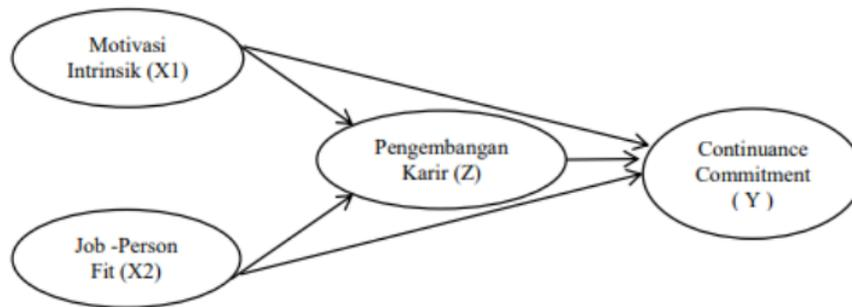 Motivasi
Intrinsik (X1)
Pengembangan
Karir (Z)
Continuance
Commitment
( Y )
Job -Person
Fit (X2)